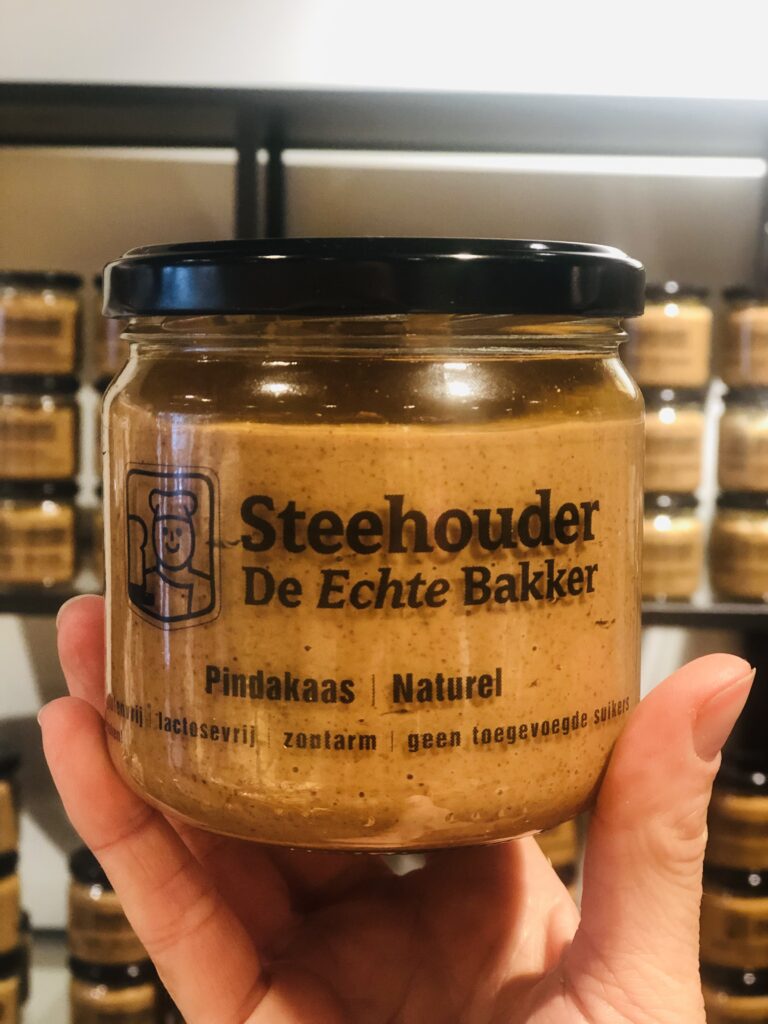 Steehouder
De Echte Bakker
Pindakaas | Naturel
lactosevrij | zoutarm | geen toegevoegde suikers